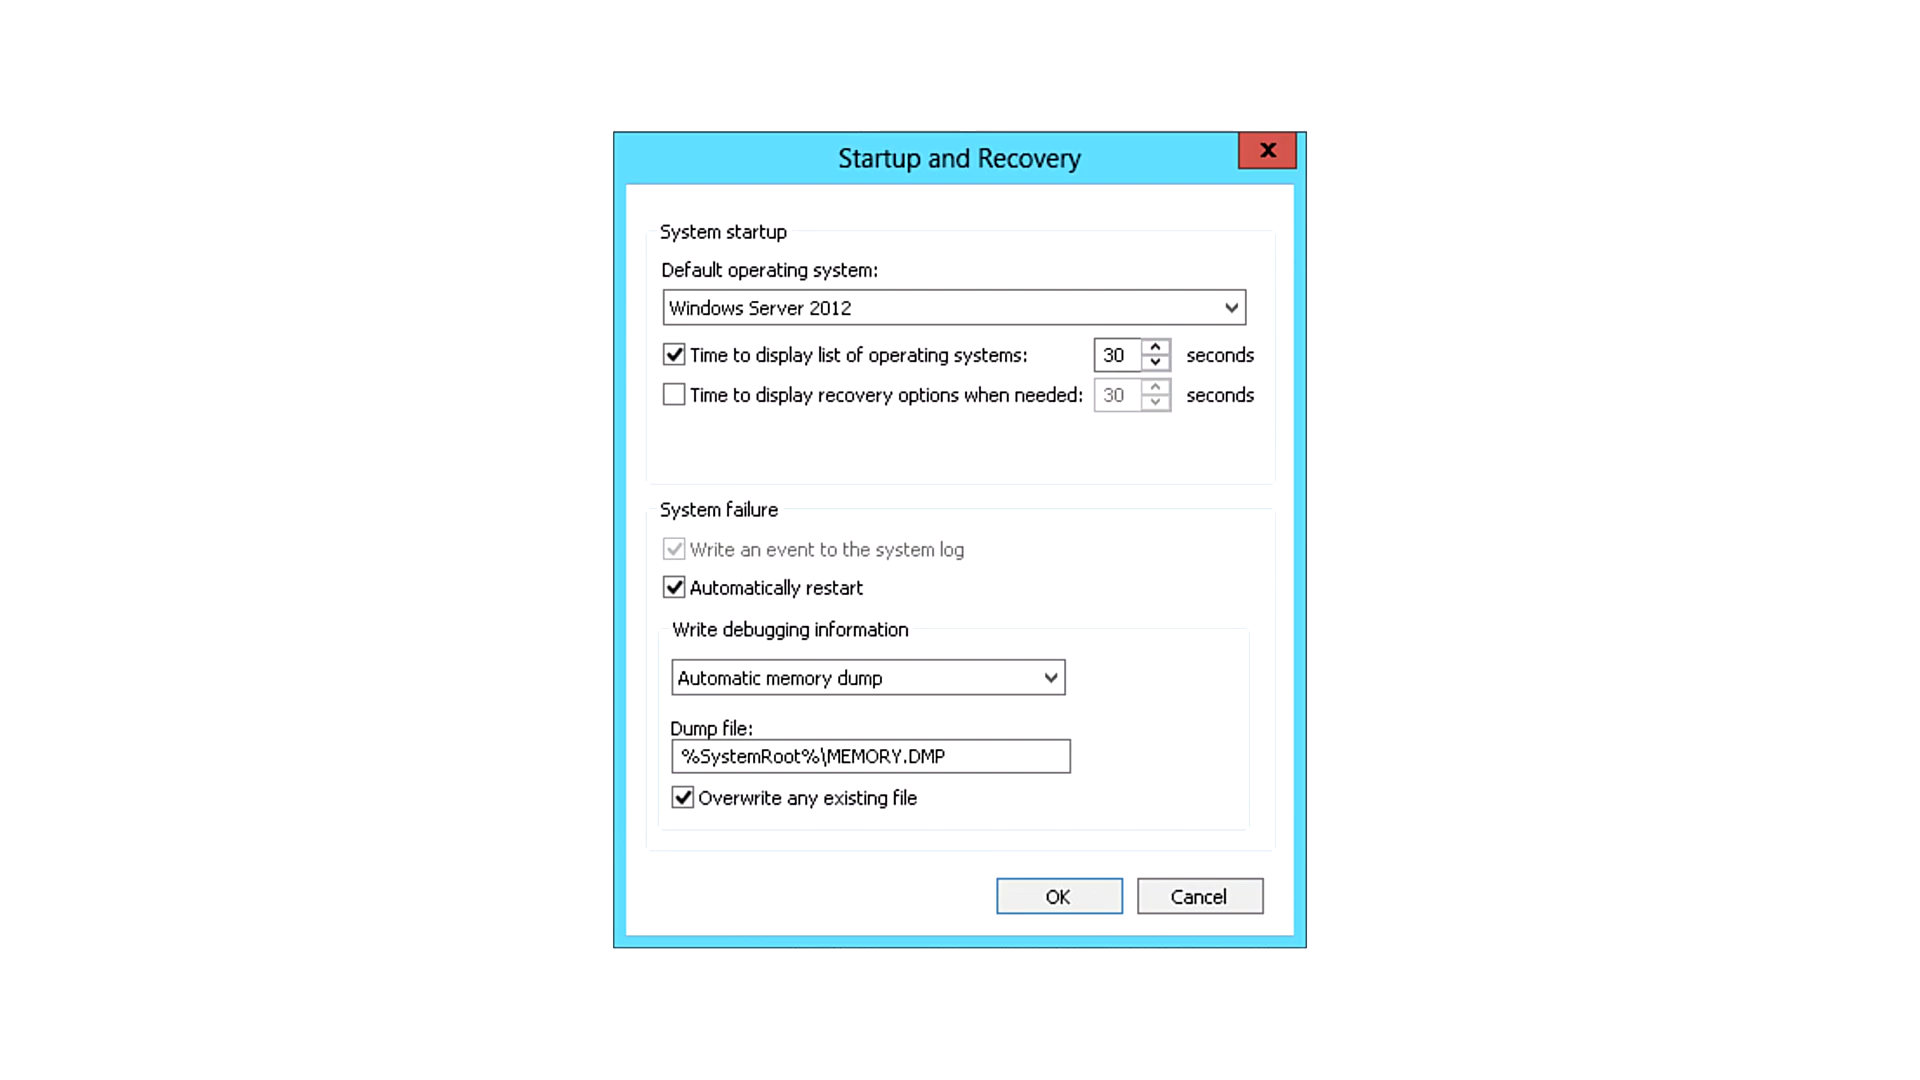 Startup and Recovery
System startup
Default operating system:
Windows Server 2012
Time to display list of operating systems: 30 seconds
Time to display recovery options when needed: 30 seconds
System failure
Write an event to the system log
Automatically restart
Write debugging information
Automatic memory dump
Dump file:
%SystemRoot%\MEMORY.DMP
Overwrite any existing file
OK Cancel